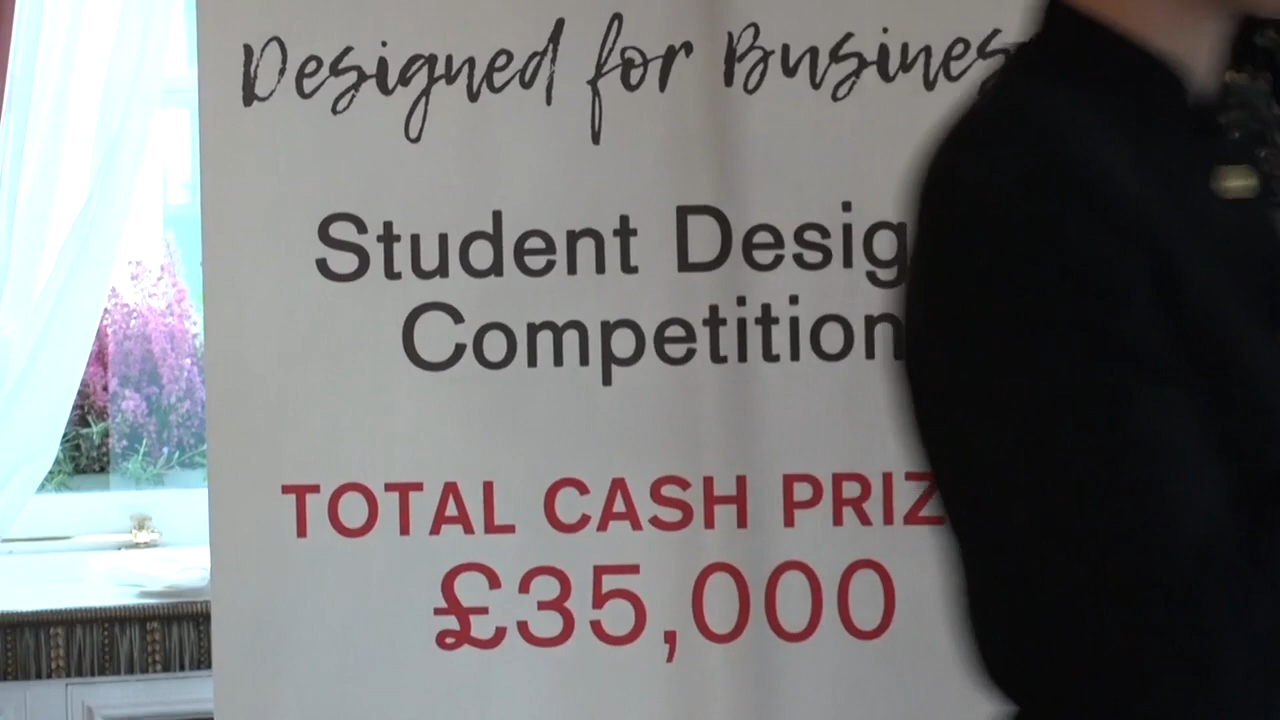 Designed for Busines
Student Desig
Competition
TOTAL CASH PRIZ
£35,000